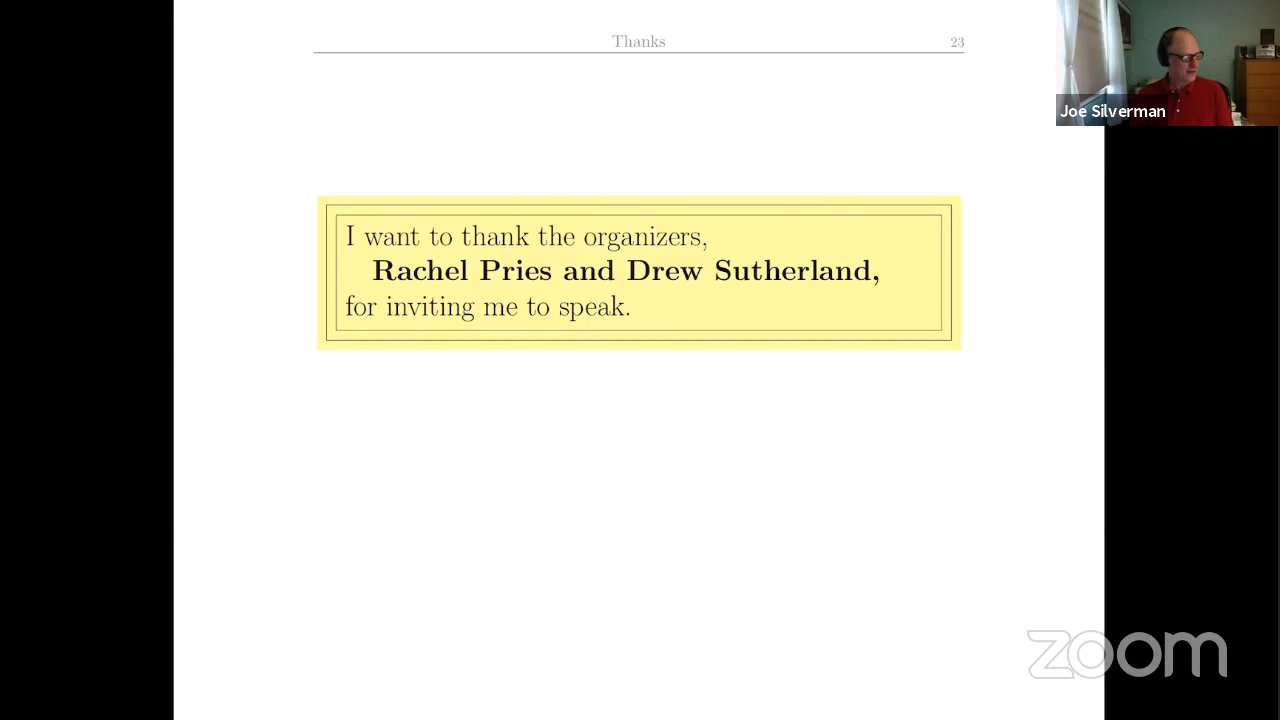 Thanks 23
Joe Silverman
I want to thank the organizers,
Rachel Pries and Drew Sutherland,
for inviting me to speak.
zoom